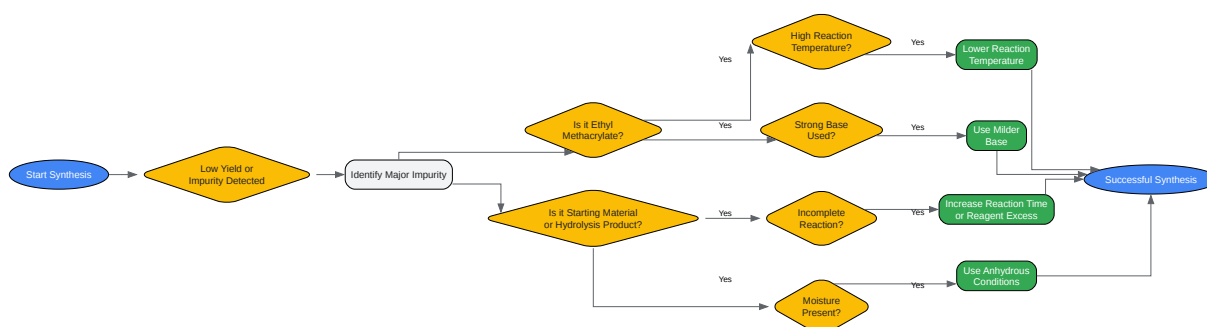 High Reaction
Temperature?
Yes
Lower Reaction
Temperature
Yes
Is it Ethyl
Methacrylate?
Yes
Strong Base
Used?
Yes
Use Milder
Base
Start Synthesis
Low Yield or
Impurity Detected
Identify Major Impurity
Successful Synthesis
Is it Starting Material
or Hydrolysis Product?
Yes
Incomplete
Reaction?
Yes
Increase Reaction Time
or Reagent Excess
Yes
Moisture
Present?
Yes
Use Anhydrous
Conditions